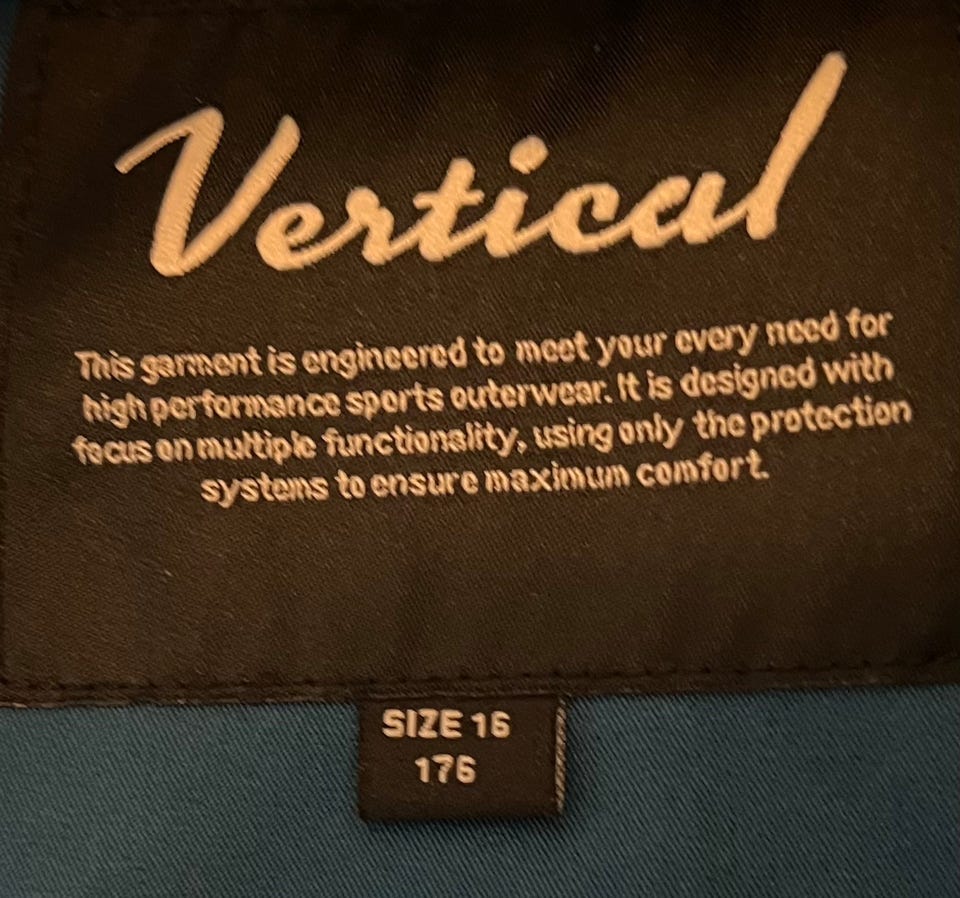 Vertical
This garment is engineered to meet your every need for
high performance sports outerwear. It is designed with
focus on multiple functionality, using only the protection
systems to ensure maximum comfort.
SIZE 16
176